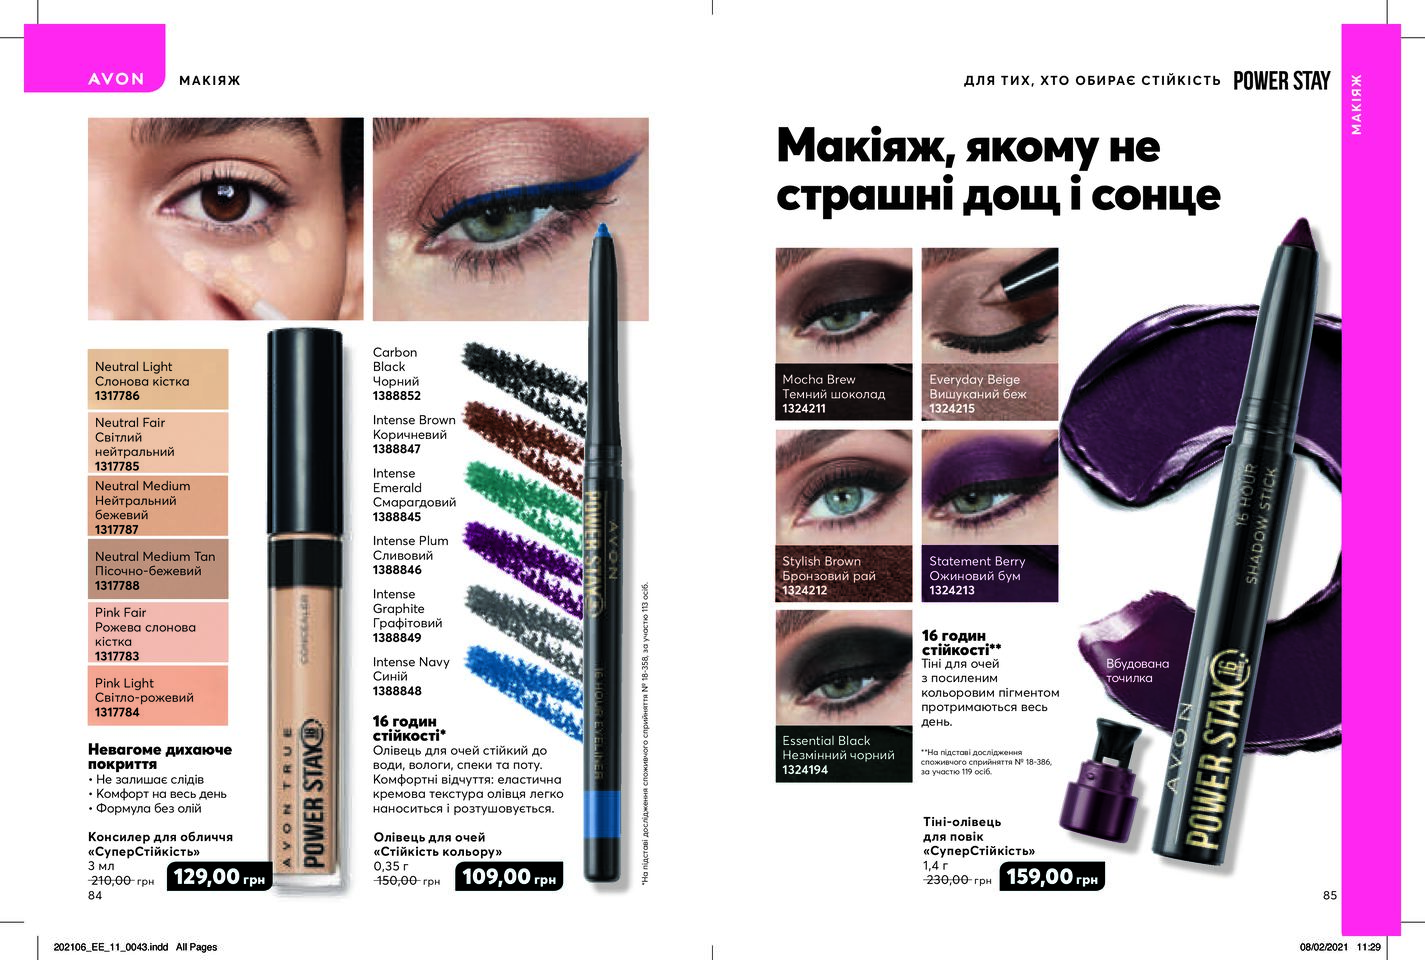 AVON
МАКІЯЖ
Neutral Light
Слонова кістка
1317786
Neutral Fair
Світлий
нейтральний
1317785
Neutral Medium
Нейтральний
бежевий
1317787
Neutral Medium Tan
Пісочно-бежевий
1317788
Pink Fair
Рожева слонова
кістка
1317783
Pink Light
Світло-рожевий
1317784
Невагоме дихаюче
покриття
• Не залишає слідів
• Комфорт на весь день
• Формула без олій
Консилер для обличчя
«СуперСтійкість»
3 мл
210,00 грн
129,00 грн
84
CONCEALER
AVON TRUE
POWER STAY 16
Carbon
Black
Чорний
1388852
Intense Brown
Коричневий
1388847
Intense
Emerald
Смарагдовий
1388845
Intense Plum
Сливовий
1388846
Intense
Graphite
Графітовий
1388849
Intense Navy
Синій
1388848
16 годин
стійкості*
Олівець для очей стійкий до
води, вологи, спеки та поту.
Комфортні відчуття: еластична
кремова текстура олівця легко
наноситься і розтушовується.
Олівець для очей
«Стійкість кольору»
0,35 г
150,00 грн
109,00 грн
AVON
POWER STAY 16
16 HOUR EYELINER
*На підставі дослідження споживчого сприйняття № 18-358, за участю 113 осіб.
ДЛЯ ТИХ, ХТО ОБИРАЄ СТІЙКІСТЬ POWER STAY
МАКІЯЖ
Макіяж, якому не
страшні дощ і сонце
Mocha Brew
Темний шоколад
1324211
Everyday Beige
Вишуканий беж
1324215
Stylish Brown
Бронзовий рай
1324212
Statement Berry
Ожиновий бум
1324213
Essential Black
Незмінний чорний
1324194
16 годин
стійкості**
Тіні для очей
з посиленим
кольоровим пігментом
протримаються весь
день.
**На підставі дослідження
споживчого сприйняття № 18-386,
за участю 119 осіб.
Тіні-олівець
для повік
«СуперСтійкість»
1,4 г
230,00 грн
159,00 грн
Вбудована
точилка
16 HOUR
SHADOW STICK
AVON
POWER STAY 16
85
202106_EE_11_0043.indd All Pages
08/02/2021 11:29